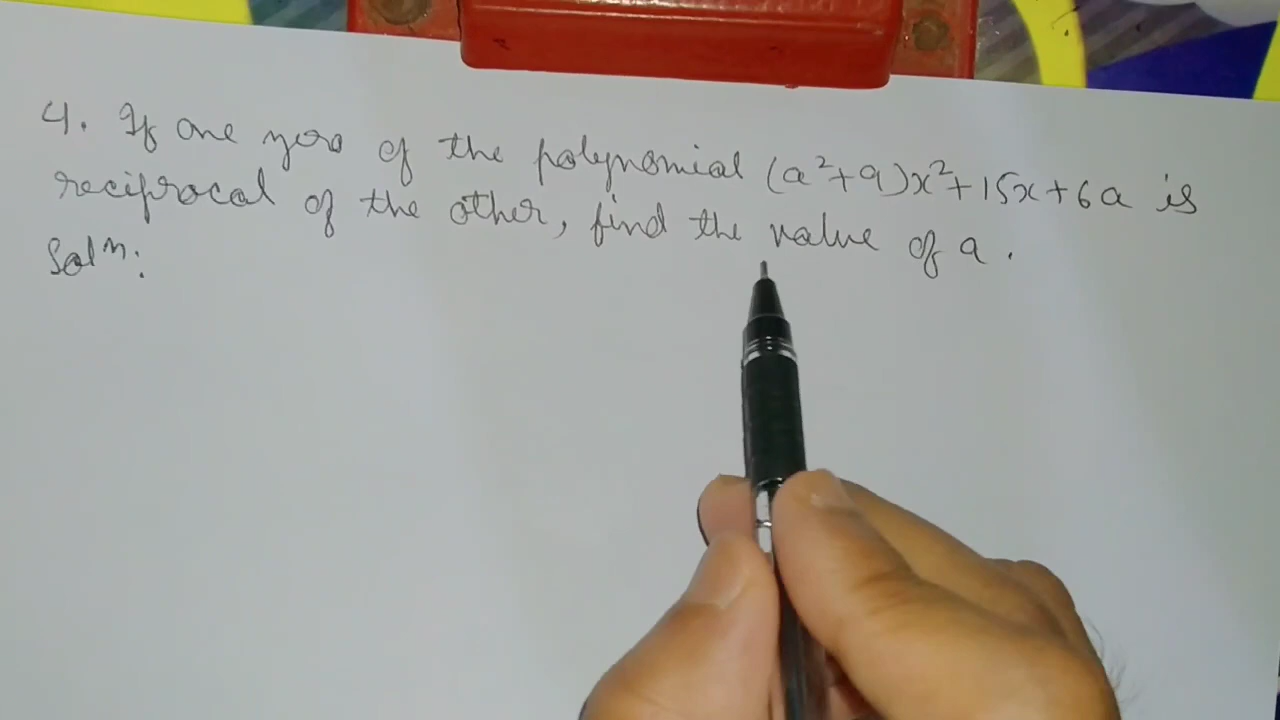 4. If one zero of the polynomial (a²+9)x²+15x+6a is
reciprocal of the other, find the value of a.
Solⁿ: